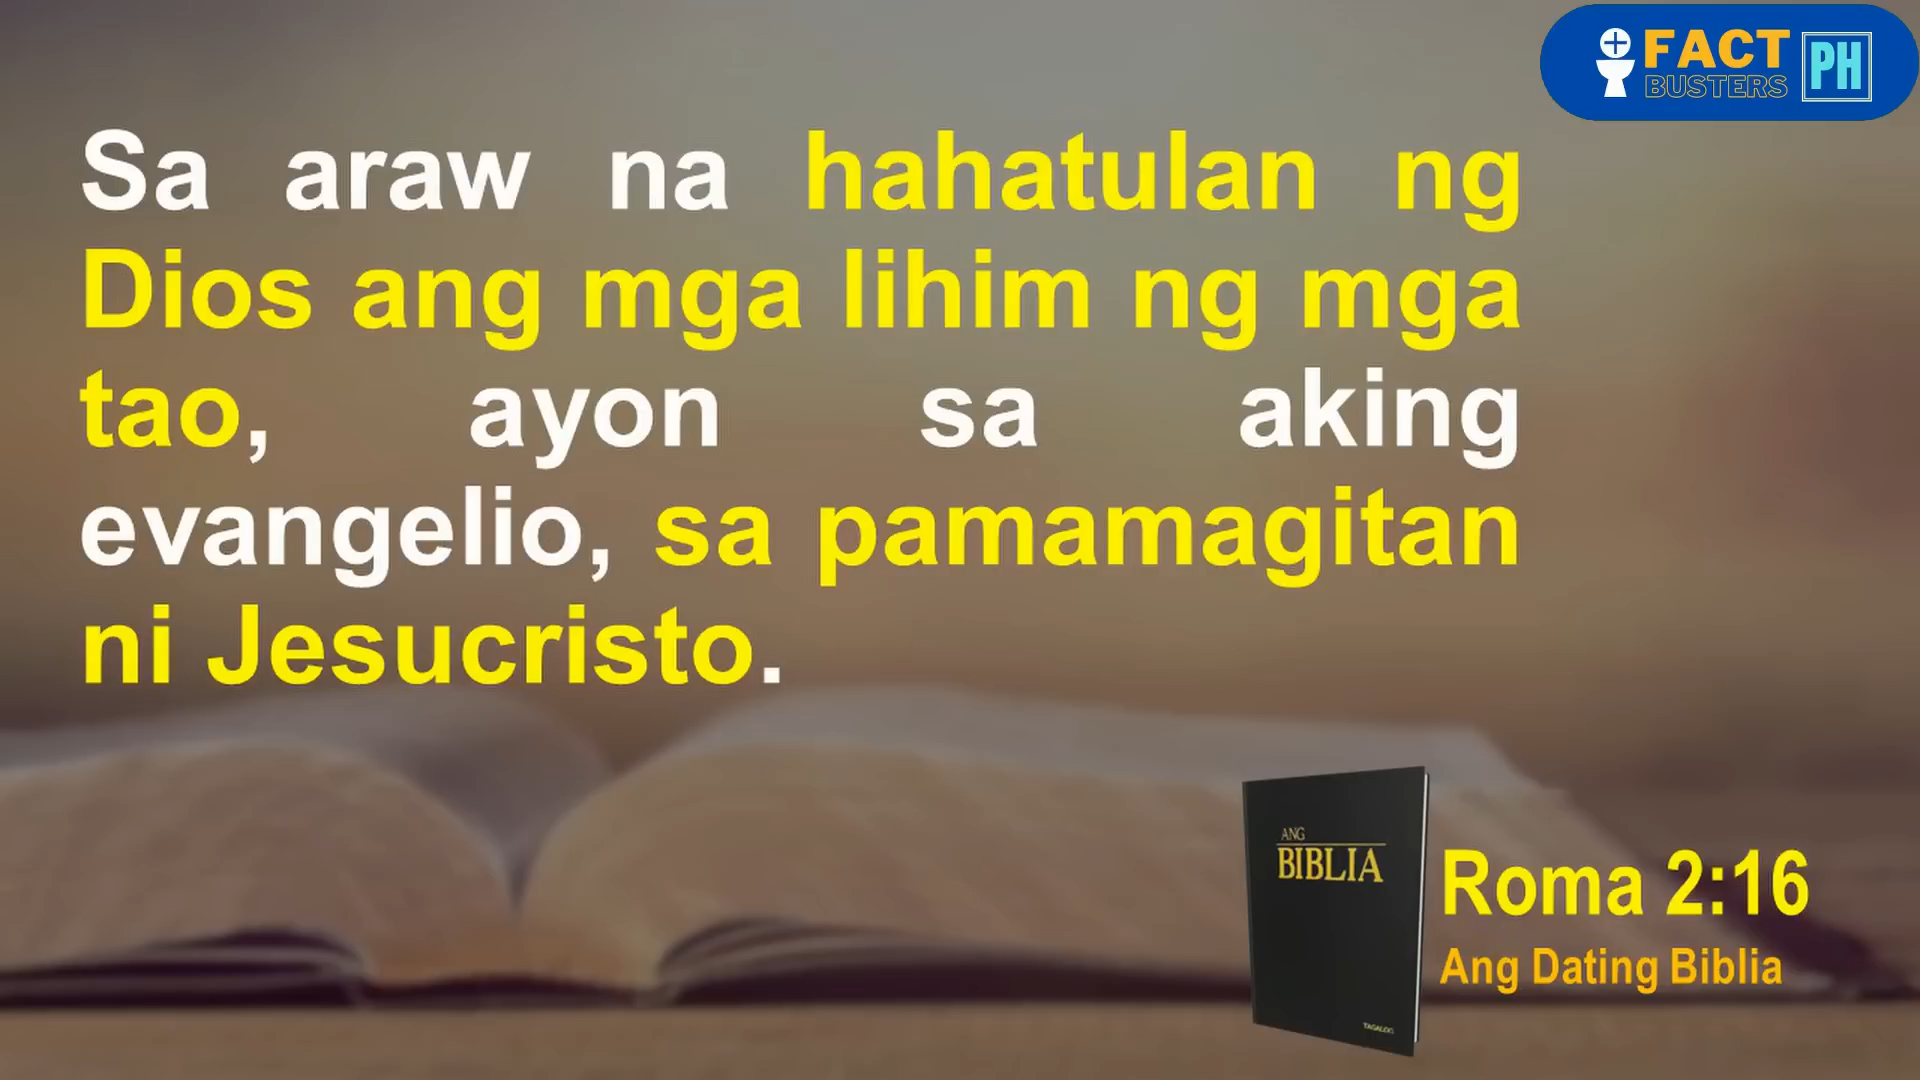 FACT
BUSTERS
PH
Sa araw na hahatulan ng
Dios ang mga lihim ng mga
tao, ayon sa aking
evangelio, sa pamamagitan
ni Jesucristo.
ANG
BIBLIA
TAGALOG
Roma 2:16
Ang Dating Biblia